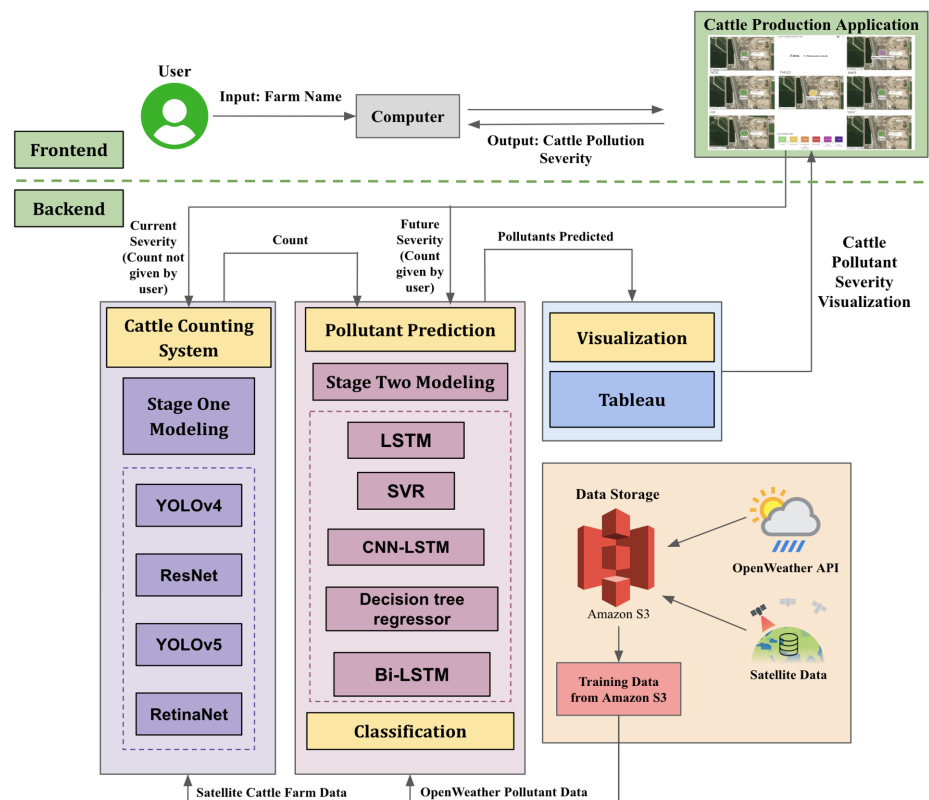 Cattle Production Application
User
Input: Farm Name
Computer
Output: Cattle Pollution
Severity
Frontend
Backend
Current
Severity
(Count not
given by
user)
Count
Future
Severity
(Count
given by
user)
Pollutants Predicted
Cattle
Pollutant
Severity
Visualization
Cattle Counting
System
Stage One
Modeling
YOLOv4
ResNet
YOLOv5
RetinaNet
Pollutant Prediction
Stage Two Modeling
LSTM
SVR
CNN-LSTM
Decision tree
regressor
Bi-LSTM
Classification
Visualization
Tableau
Data Storage
Amazon S3
OpenWeather API
Satellite Data
Training Data
from Amazon S3
Satellite Cattle Farm Data
OpenWeather Pollutant Data